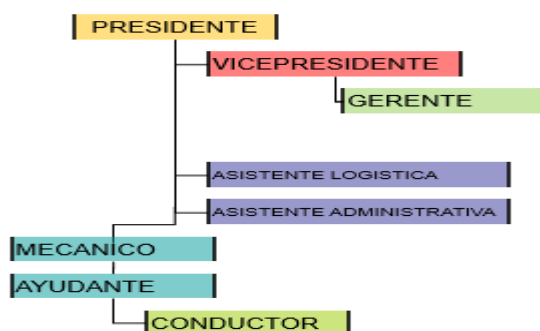 PRESIDENTE
VICEPRESIDENTE
GERENTE
ASISTENTE LOGISTICA
ASISTENTE ADMINISTRATIVA
MECANICO
AYUDANTE
CONDUCTOR